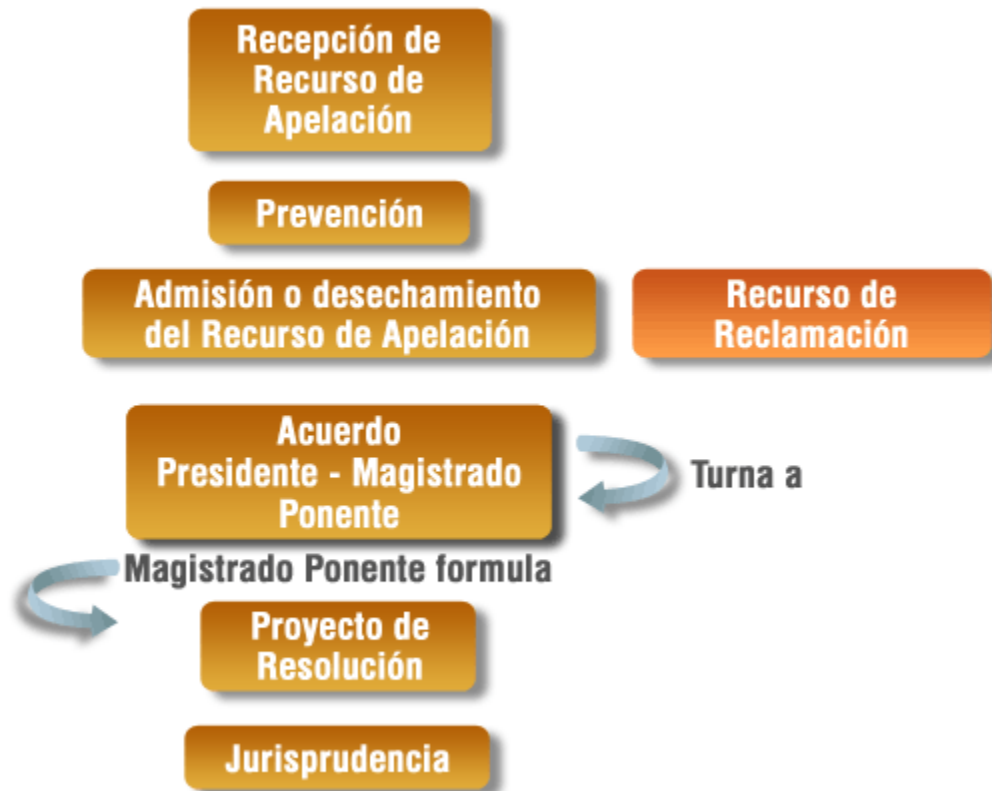 Recepción de
Recurso de
Apelación
Prevención
Admisión o desechamiento
del Recurso de Apelación
Recurso de
Reclamación
Acuerdo
Presidente - Magistrado
Ponente
Turna a
Magistrado Ponente formula
Proyecto de
Resolución
Jurisprudencia